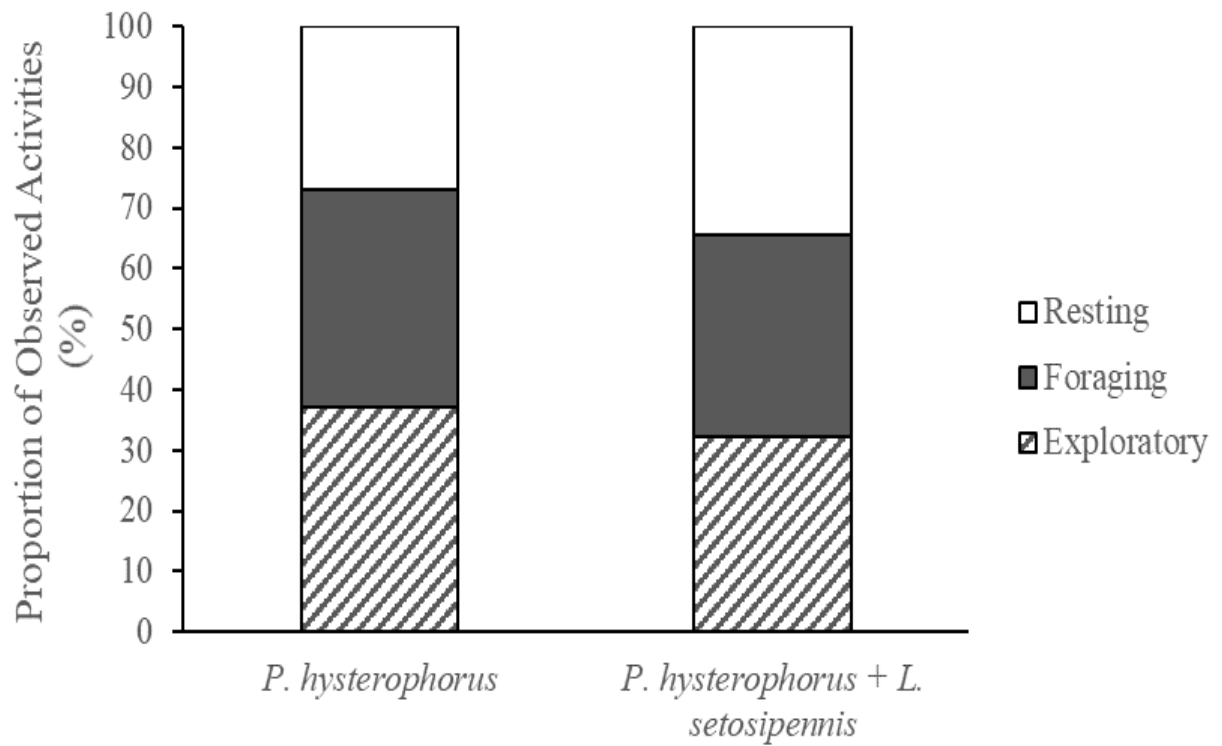 Proportion of Observed Activities
(%)
100
90
80
70
60
50
40
30
20
10
0
P. hysterophorus
P. hysterophorus + L.
setosipennis
Resting
Foraging
Exploratory